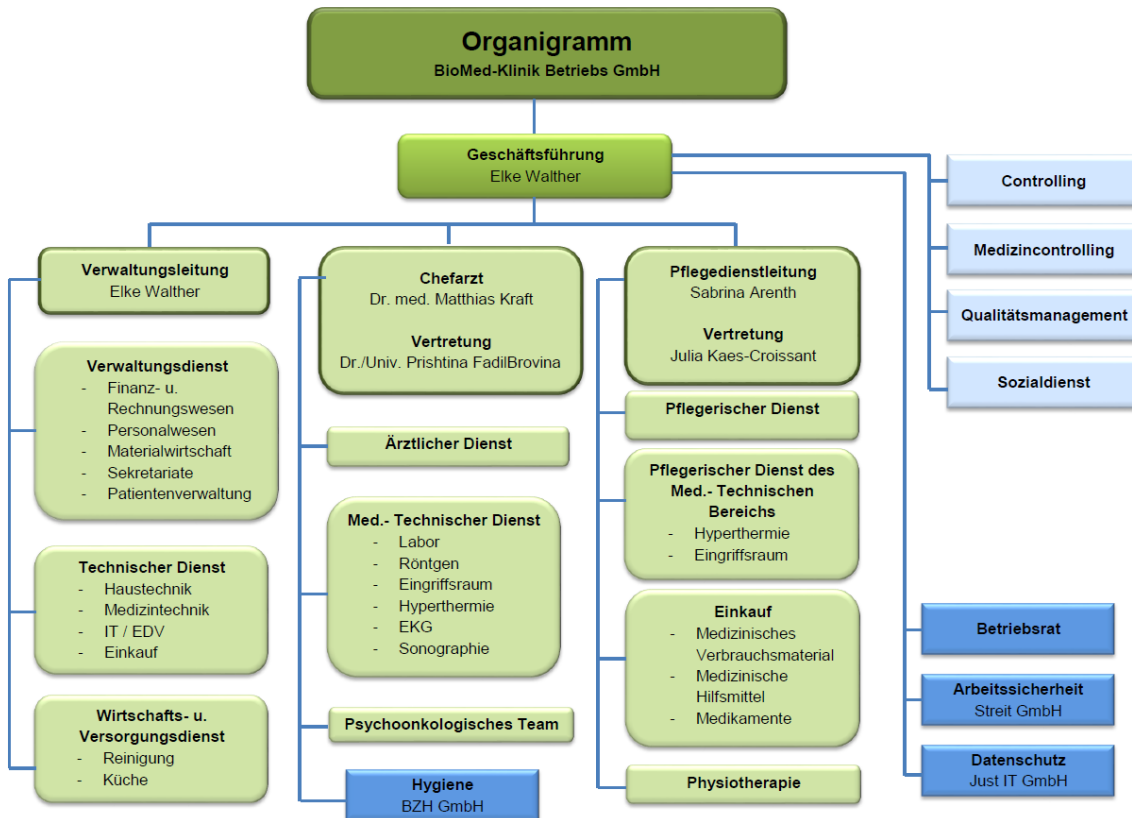 Organigramm
BioMed-Klinik Betriebs GmbH
Geschäftsführung
Elke Walther
Controlling
Medizincontrolling
Qualitätsmanagement
Sozialdienst
Verwaltungsleitung
Elke Walther
Verwaltungsdienst
- Finanz- u.
Rechnungswesen
- Personalwesen
- Materialwirtschaft
- Sekretariate
- Patientenverwaltung
Technischer Dienst
- Haustechnik
- Medizintechnik
- IT / EDV
- Einkauf
Wirtschafts- u.
Versorgungsdienst
- Reinigung
- Küche
Chefarzt
Dr. med. Matthias Kraft
Vertretung
Dr./Univ. Prishtina FadilBrovina
Ärztlicher Dienst
Med.- Technischer Dienst
- Labor
- Röntgen
- Eingriffsraum
- Hyperthermie
- EKG
- Sonographie
Psychoonkologisches Team
Hygiene
BZH GmbH
Pflegedienstleitung
Sabrina Arenth
Vertretung
Julia Kaes-Croissant
Pflegerischer Dienst
Pflegerischer Dienst des
Med.- Technischen
Bereichs
- Hyperthermie
- Eingriffsraum
Einkauf
- Medizinisches
Verbrauchsmaterial
- Medizinische
Hilfsmittel
- Medikamente
Physiotherapie
Betriebsrat
Arbeitssicherheit
Streit GmbH
Datenschutz
Just IT GmbH